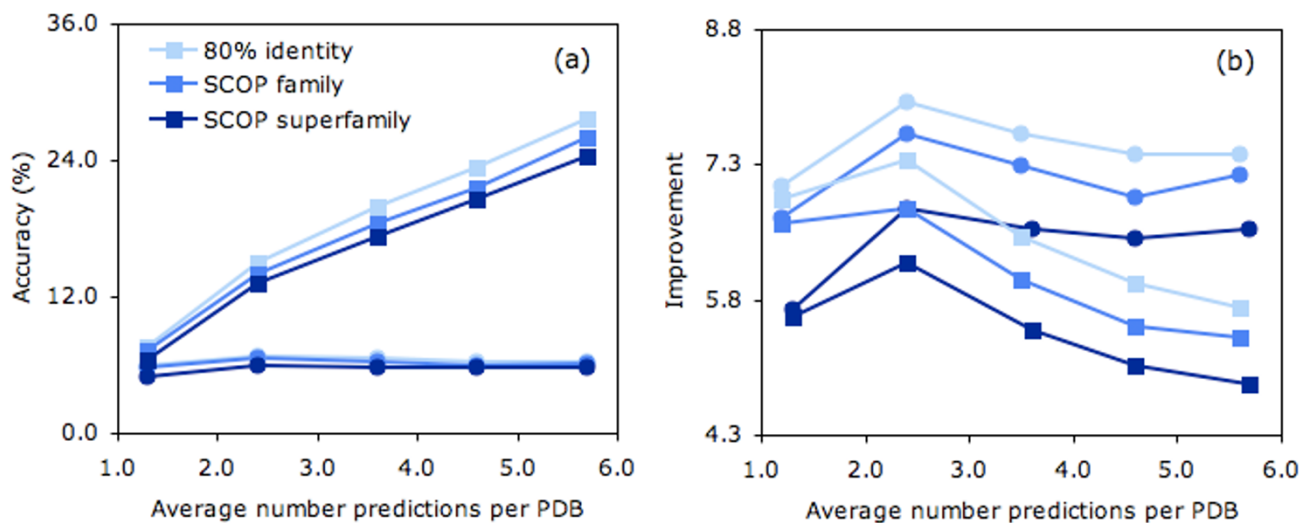 36.0
24.0
12.0
0.0
Accuracy (%)
80% identity
SCOP family
SCOP superfamily
(a)
1.0 2.0 3.0 4.0 5.0 6.0
Average number predictions per PDB
8.8
7.3
5.8
4.3
Improvement
(b)
1.0 2.0 3.0 4.0 5.0 6.0
Average number predictions per PDB